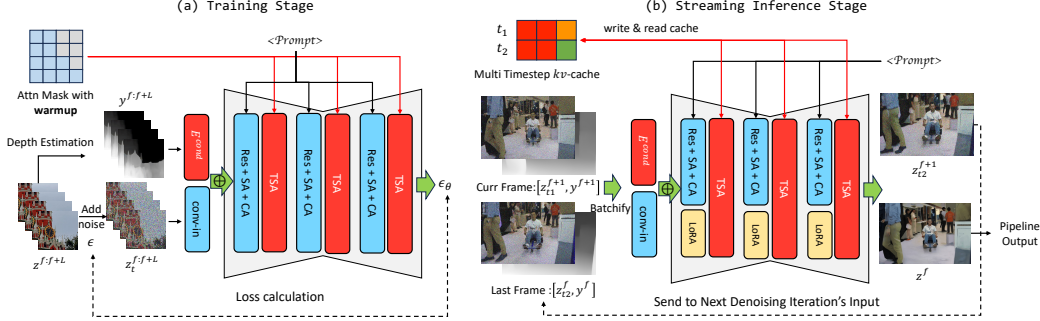 (a) Training Stage
<Prompt>
Attn Mask with
warmup
y^{f:f+L}
Depth Estimation
Add
noise
ϵ
z^{f:f+L}
z_t^{f:f+L}
E^{cond}
conv-in
Res + SA + CA
TSA
Res + SA + CA
TSA
Res + SA + CA
TSA
ϵ_θ
Loss calculation
(b) Streaming Inference Stage
t_1
t_2
write & read cache
Multi Timestep kv-cache
<Prompt>
Curr Frame:[z_{t1}^{f+1}, y^{f+1}]
Batchify
Last Frame :[z_{t2}^f, y^f]
E^{cond}
conv-in
Res + SA + CA
LoRA
TSA
Res + SA + CA
LoRA
TSA
Res + SA + CA
LoRA
TSA
z_{t2}^{f+1}
z^f
Pipeline
Output
Send to Next Denoising Iteration's Input